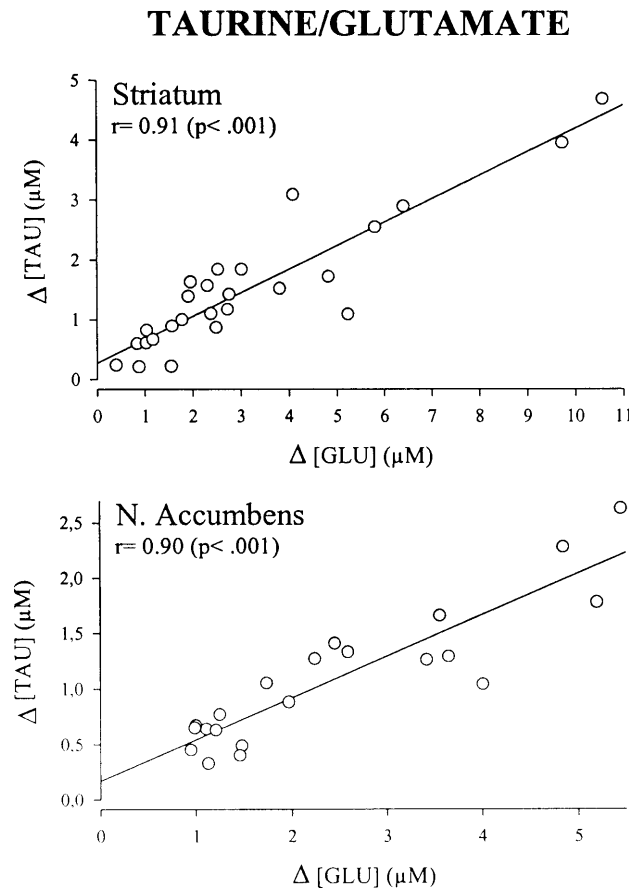 TAURINE/GLUTAMATE
Striatum
r= 0.91 (p< .001)
Δ [TAU] (µM)
5
4
3
2
1
0
0 1 2 3 4 5 6 7 8 9 10 11
Δ [GLU] (µM)
N. Accumbens
r= 0.90 (p< .001)
Δ [TAU] (µM)
2,5
2,0
1,5
1,0
0,5
0,0
0 1 2 3 4 5
Δ [GLU] (µM)